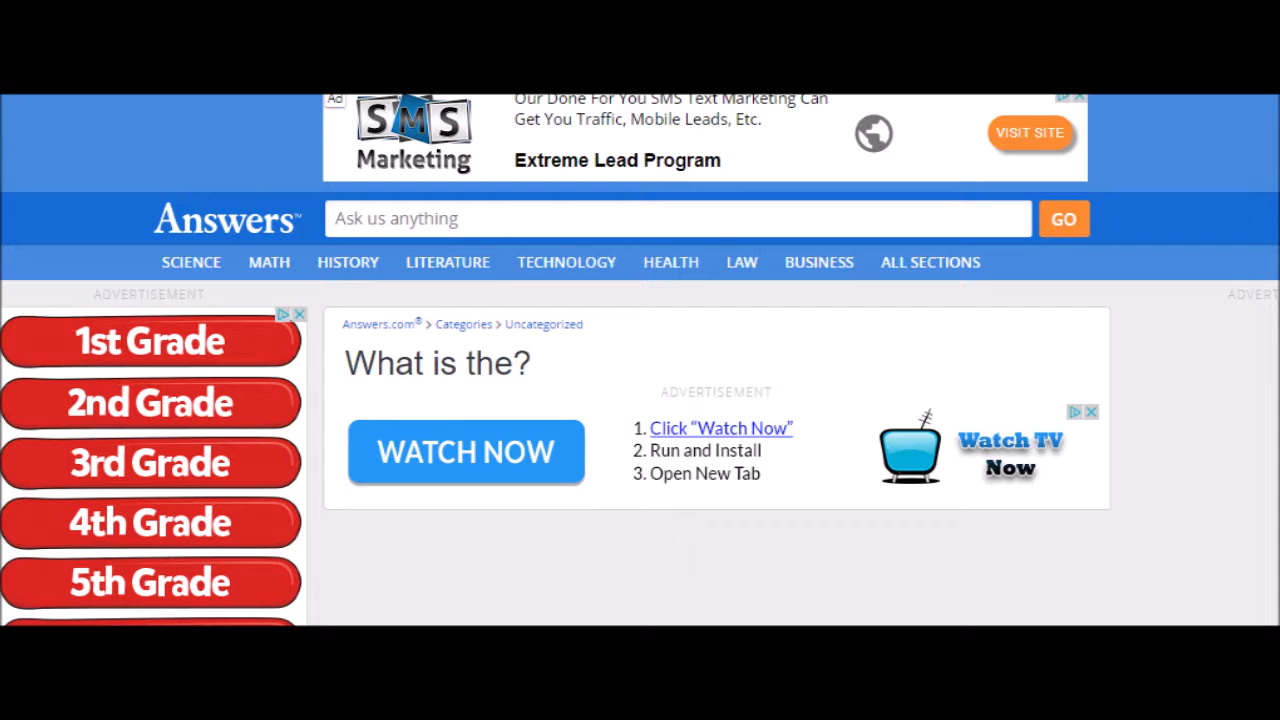 Ad
SMS
Marketing
Our Done For You SMS Text Marketing Can
Get You Traffic, Mobile Leads, Etc.
Extreme Lead Program
VISIT SITE
Answers™
Ask us anything
GO
SCIENCE MATH HISTORY LITERATURE TECHNOLOGY HEALTH LAW BUSINESS ALL SECTIONS
ADVERTISEMENT
ADVERT
1st Grade
2nd Grade
3rd Grade
4th Grade
5th Grade
Answers.com® > Categories > Uncategorized
What is the?
ADVERTISEMENT
WATCH NOW
1. Click “Watch Now”
2. Run and Install
3. Open New Tab
Watch TV
Now